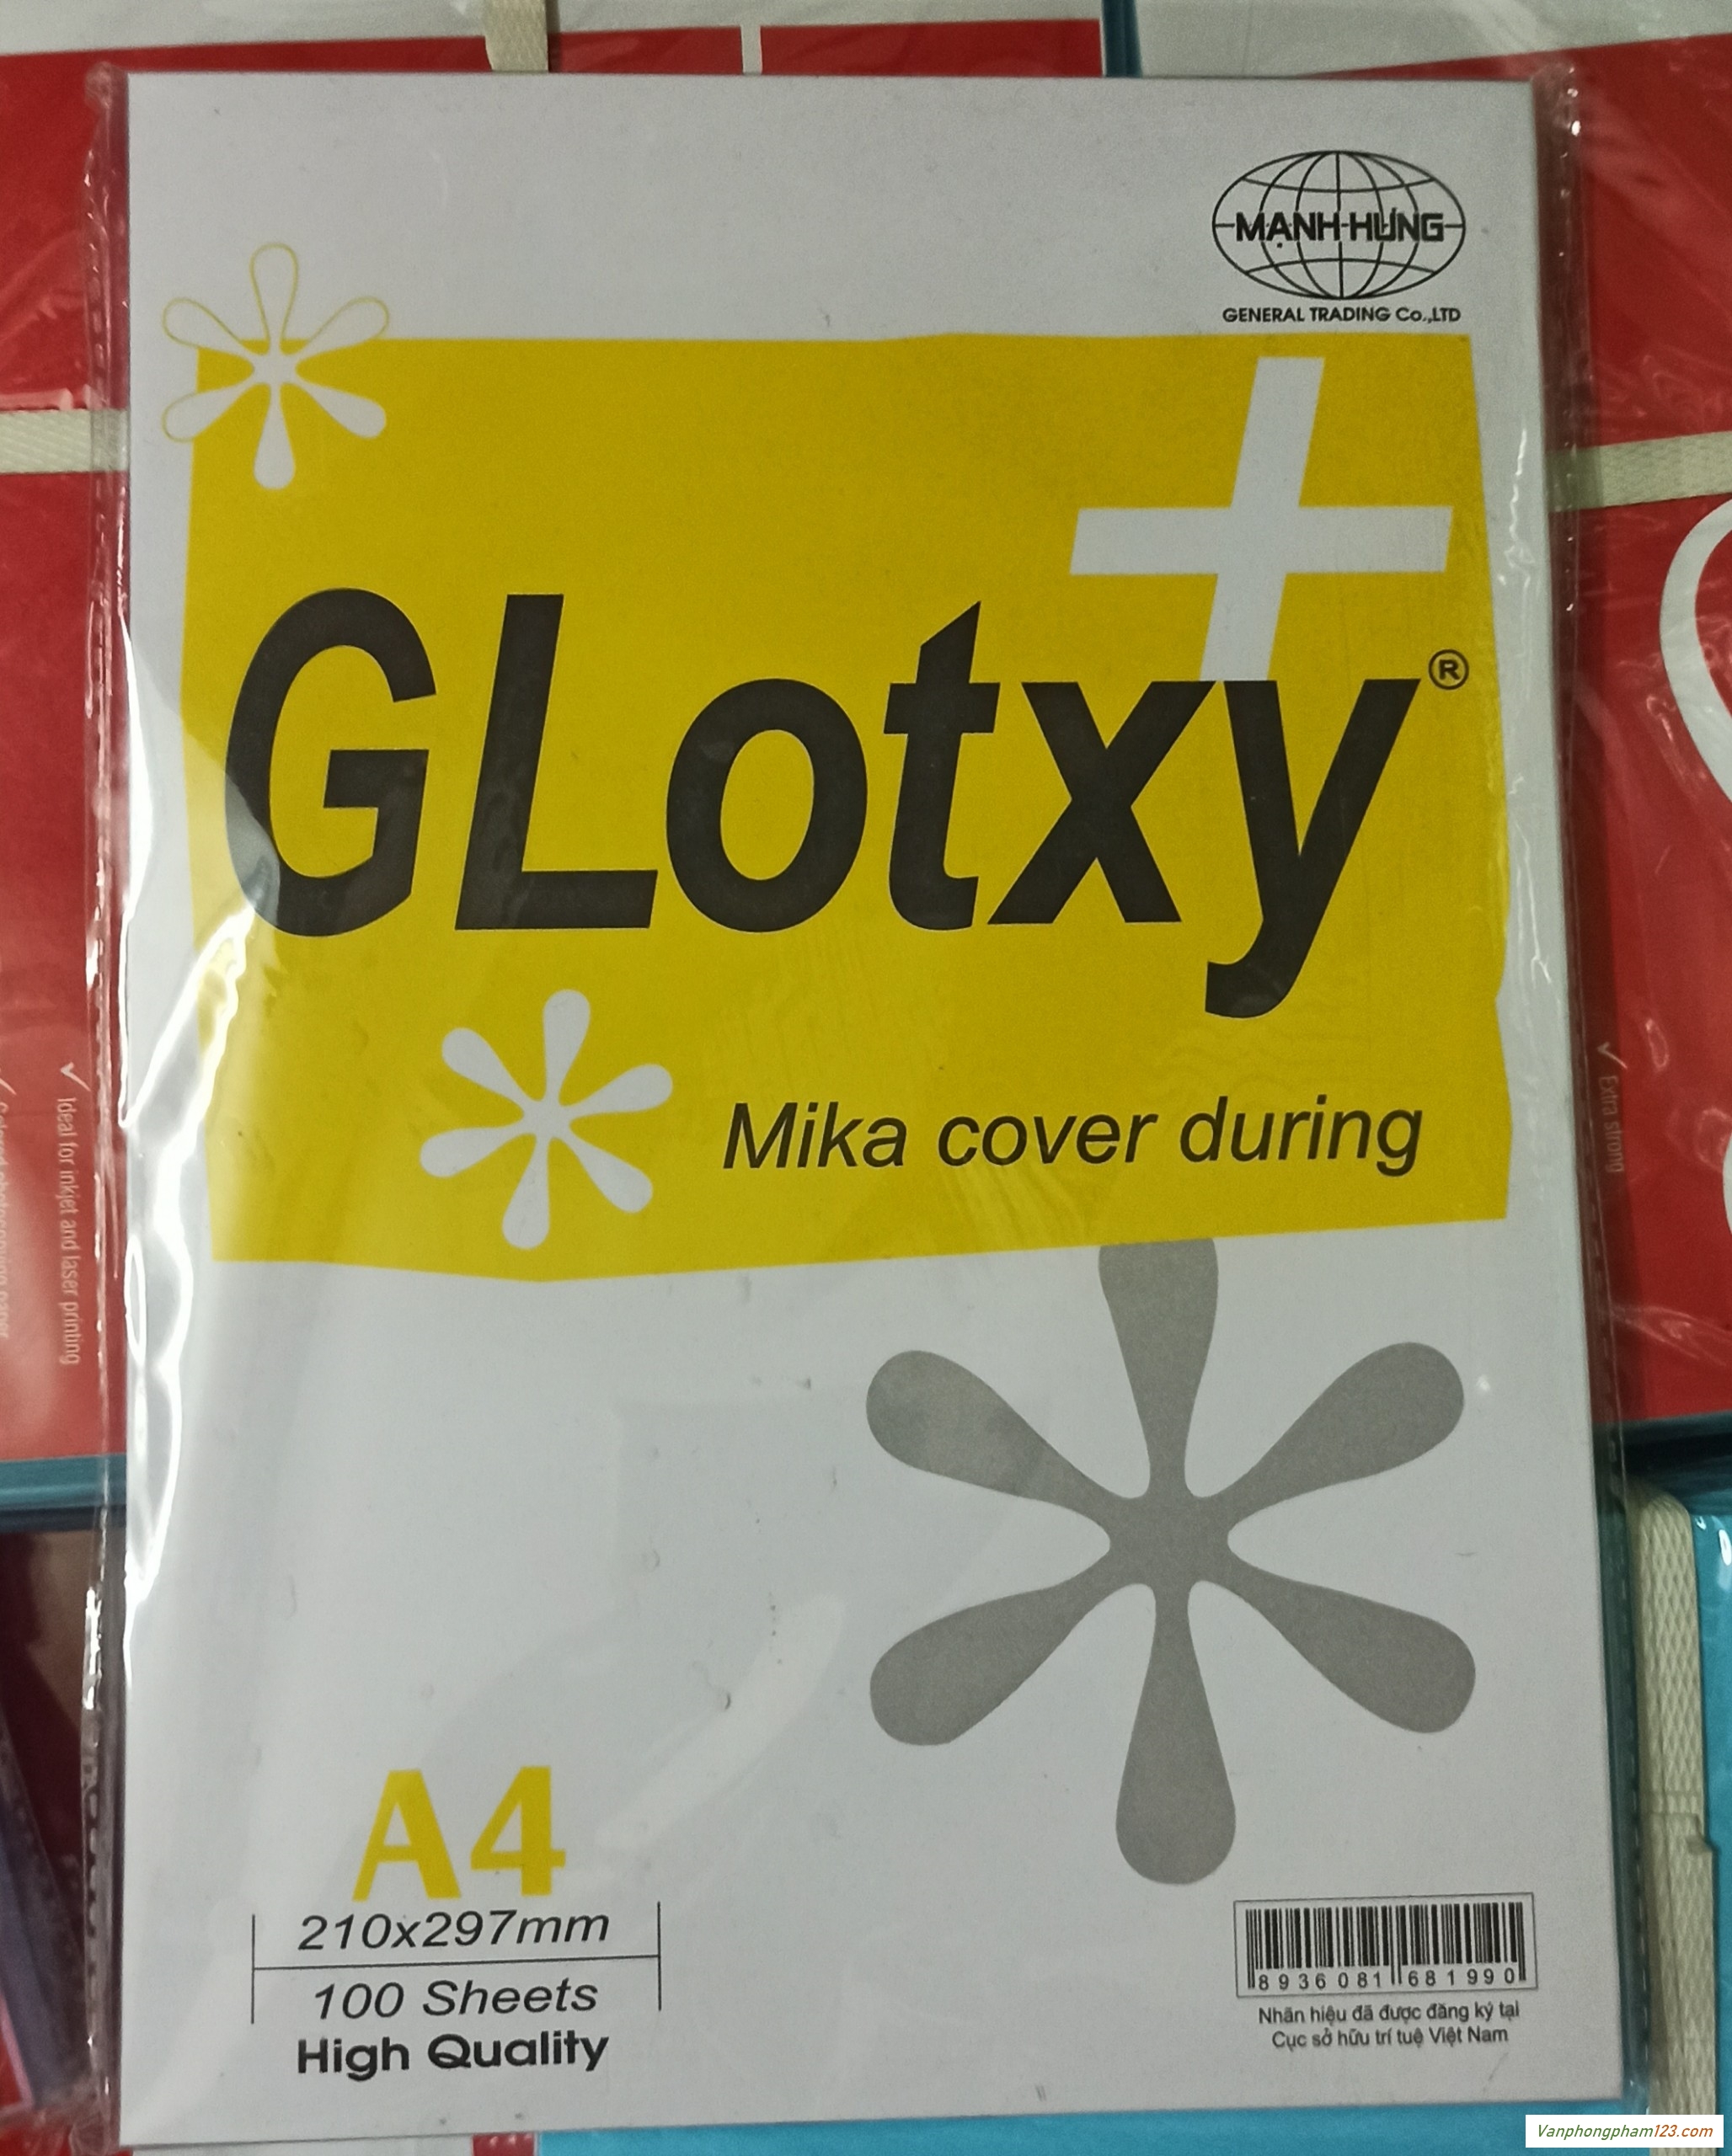 MẠNH HƯNG
GENERAL TRADING Co.,LTD
+
GLotxy®
Mika cover during
A4
210x297mm
100 Sheets
High Quality
8936081681990
Nhãn hiệu đã được đăng ký tại
Cục sở hữu trí tuệ Việt Nam
✓ Ideal for inkjet and laser printing
✓ Extra strong
Vanphongpham123.com